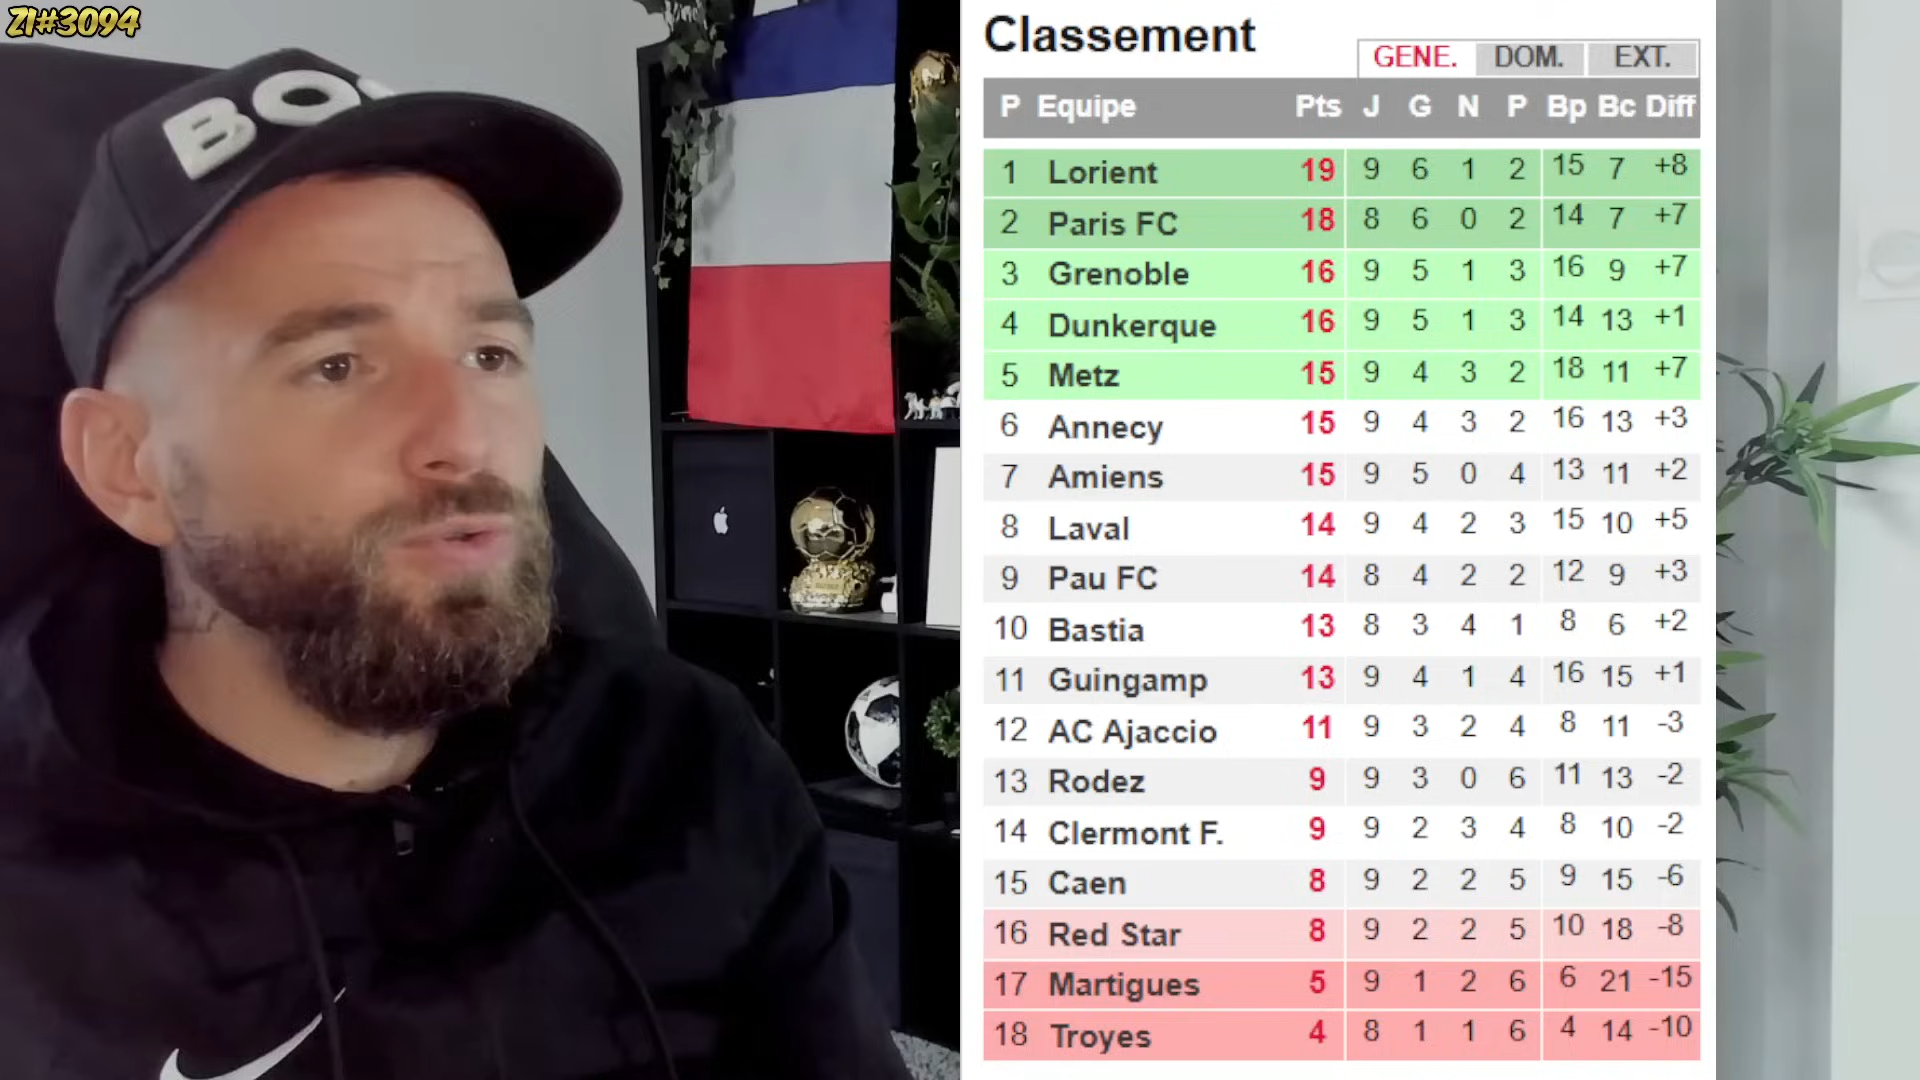 ZI#3094
BO
Classement
GENE. DOM. EXT.
P Equipe Pts J G N P Bp Bc Diff
1 Lorient 19 9 6 1 2 15 7 +8
2 Paris FC 18 8 6 0 2 14 7 +7
3 Grenoble 16 9 5 1 3 16 9 +7
4 Dunkerque 16 9 5 1 3 14 13 +1
5 Metz 15 9 4 3 2 18 11 +7
6 Annecy 15 9 4 3 2 16 13 +3
7 Amiens 15 9 5 0 4 13 11 +2
8 Laval 14 9 4 2 3 15 10 +5
9 Pau FC 14 8 4 2 2 12 9 +3
10 Bastia 13 8 3 4 1 8 6 +2
11 Guingamp 13 9 4 1 4 16 15 +1
12 AC Ajaccio 11 9 3 2 4 8 11 -3
13 Rodez 9 9 3 0 6 11 13 -2
14 Clermont F. 9 9 2 3 4 8 10 -2
15 Caen 8 9 2 2 5 9 15 -6
16 Red Star 8 9 2 2 5 10 18 -8
17 Martigues 5 9 1 2 6 6 21 -15
18 Troyes 4 8 1 1 6 4 14 -10